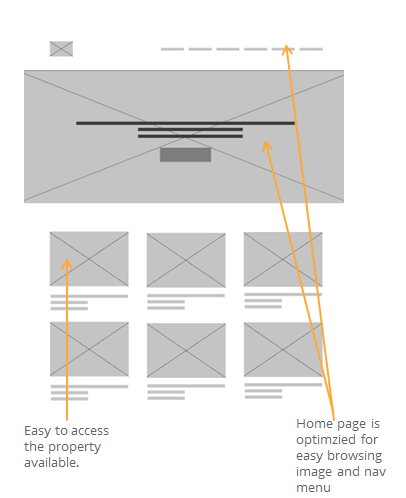 Easy to access
the property
available.
Home page is
optimzied for
easy browsing
image and nav
menu